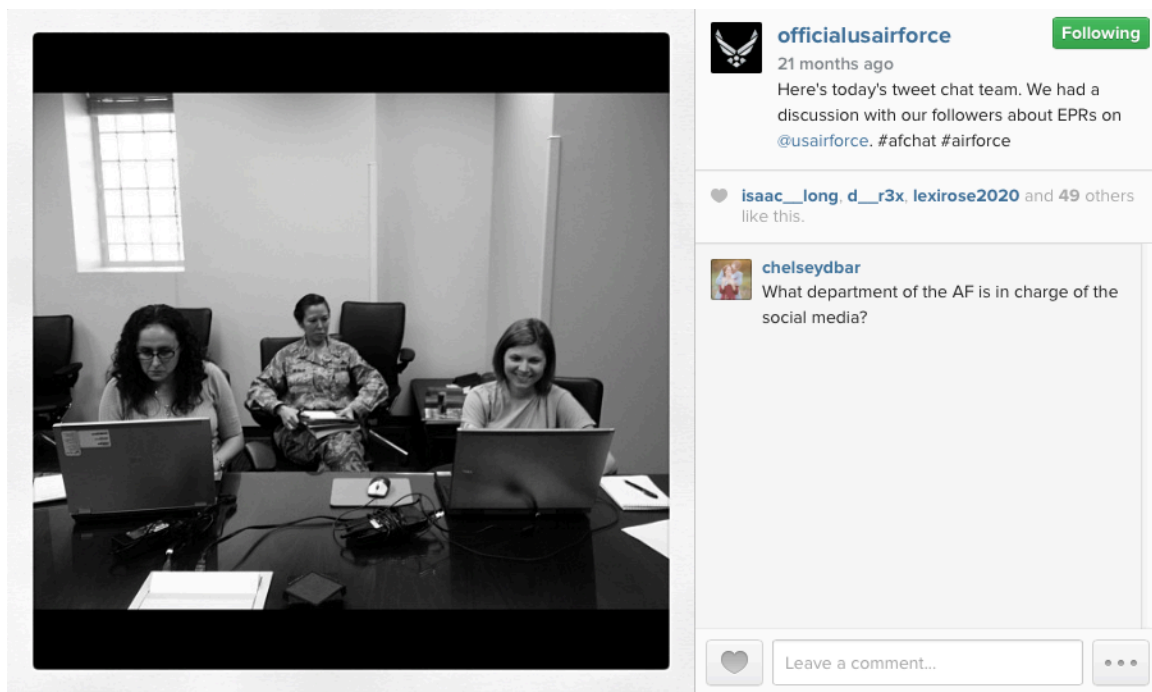 officialusairforce
Following
21 months ago
Here's today's tweet chat team. We had a
discussion with our followers about EPRs on
@usairforce. #afchat #airforce
isaac__long, d__r3x, lexirose2020 and 49 others
like this.
chelseydbar
What department of the AF is in charge of the
social media?
Leave a comment...